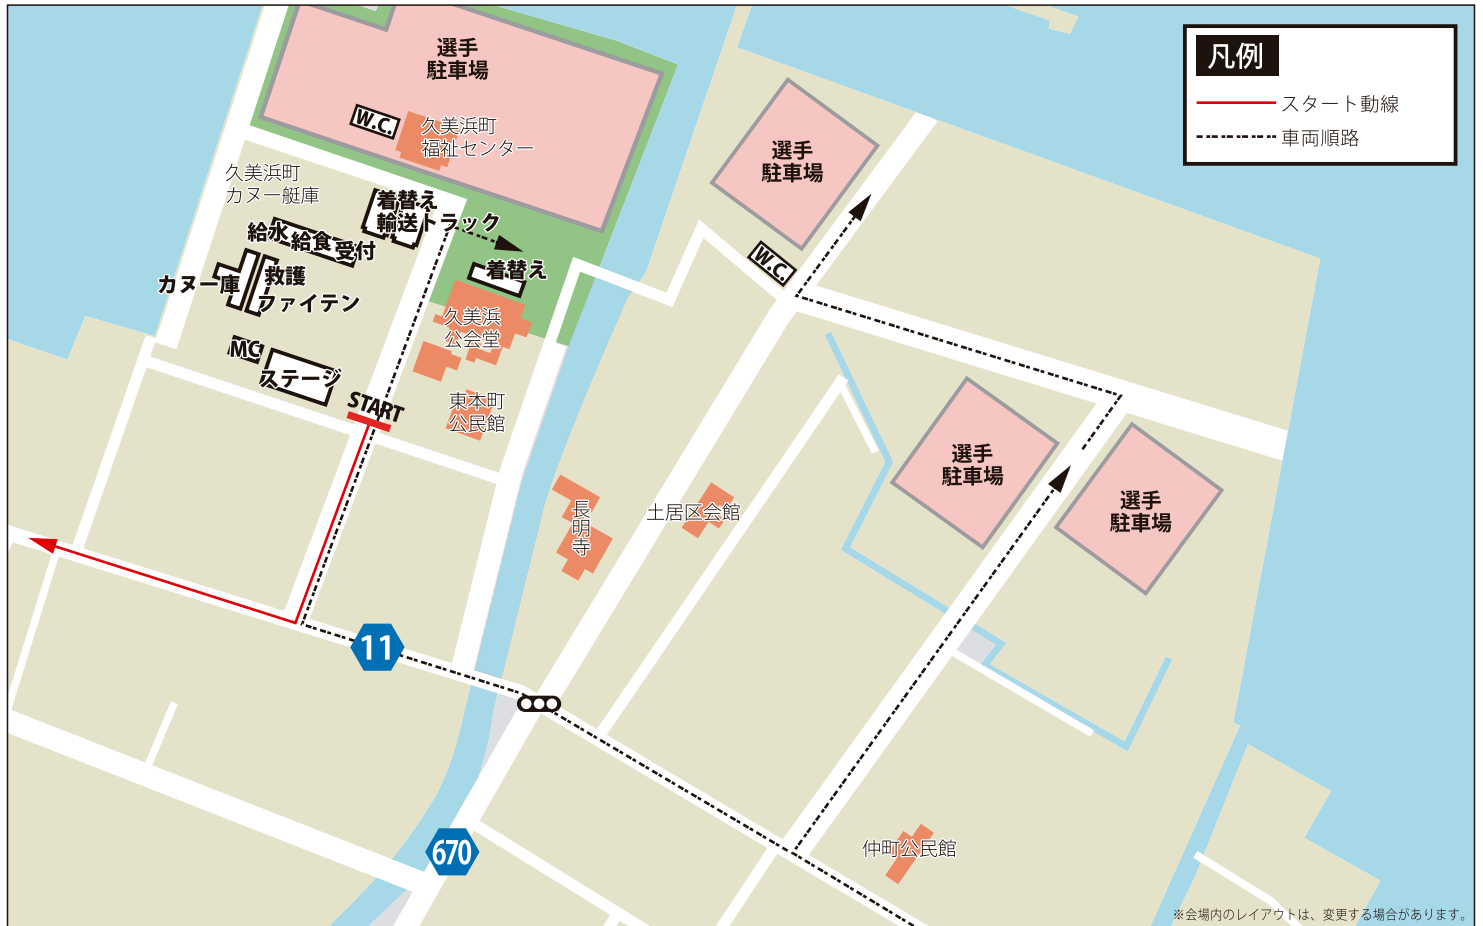 選手
駐車場
凡例
スタート動線
車両順路
W.C.
久美浜町
福祉センター
選手
駐車場
久美浜町
カヌー艇庫
着替え
輸送トラック
給水
給食
受付
W.C.
カヌー庫
救護
ファイテン
着替え
久美浜
公会堂
MC
ステージ
START
東本町
公民館
選手
駐車場
選手
駐車場
長明寺
土居区会館
11
670
仲町公民館
※会場内のレイアウトは、変更する場合があります。